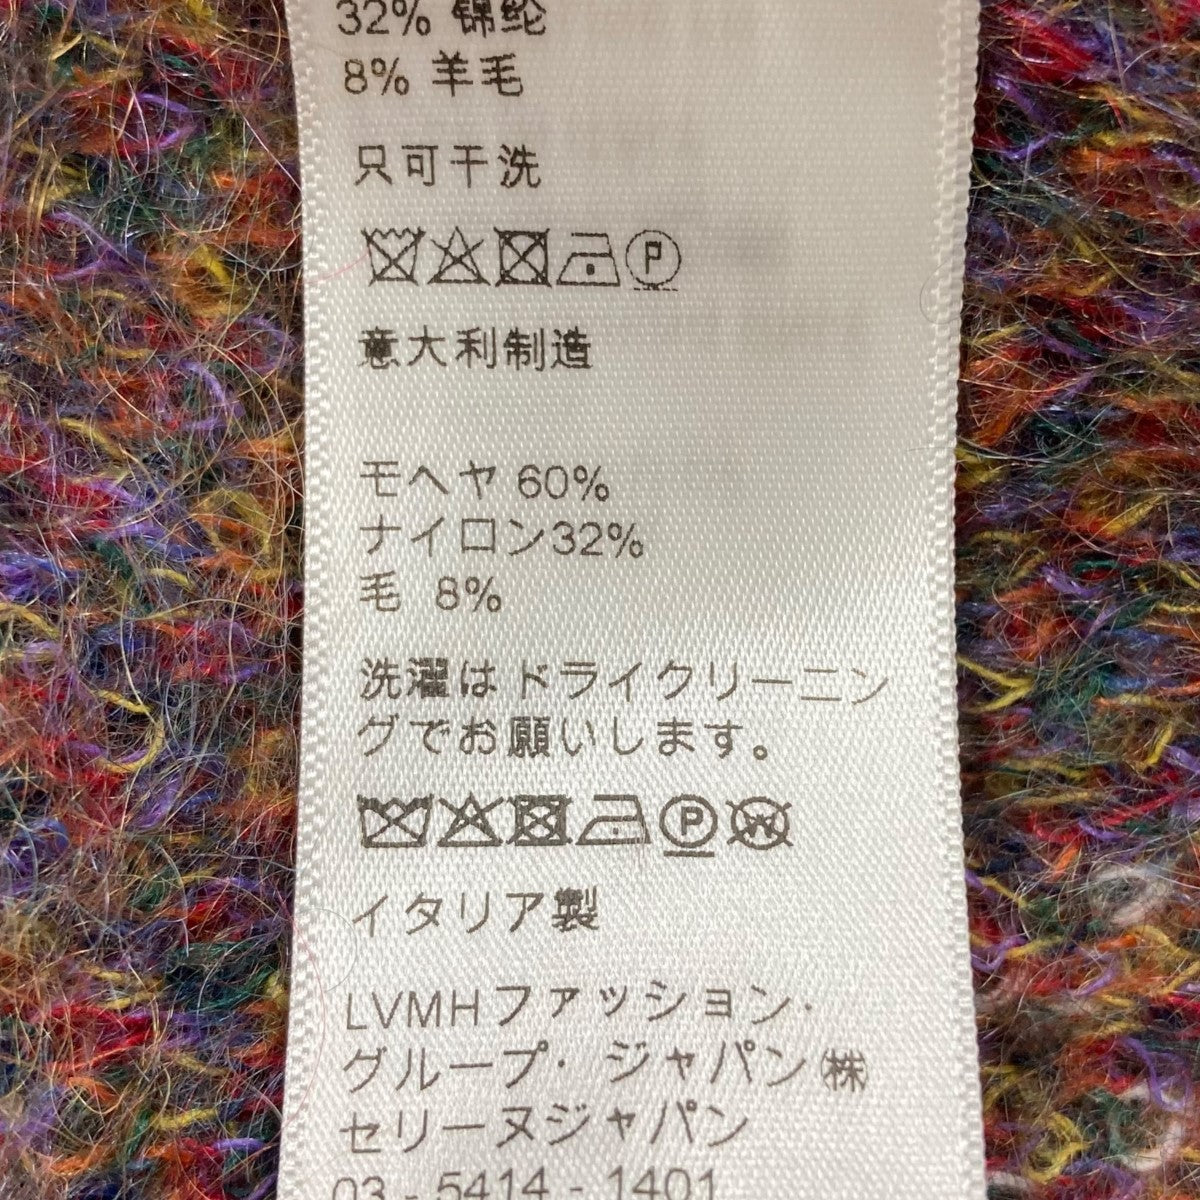 32% 锦纶
8% 羊毛
只可干洗
P
意大利制造
モヘヤ 60%
ナイロン32%
毛 8%
洗濯はドライクリーニン
グでお願いします。
P W
イタリア製
LVMHファッション·
グループ· ジャパン㈱
セリーヌジャパン
03 - 5414 - 1401